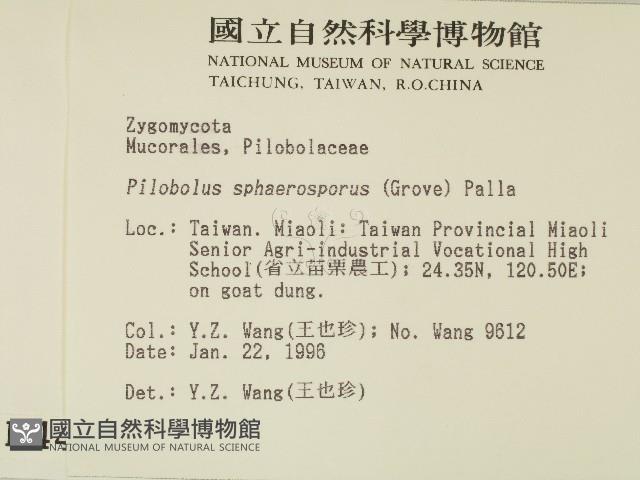 國立自然科學博物館
NATIONAL MUSEUM OF NATURAL SCIENCE
TAICHUNG, TAIWAN, R.O.CHINA
Zygomycota
Mucorales, Pilobolaceae
Pilobolus sphaerosporus (Grove) Palla
Loc.: Taiwan. Miaoli: Taiwan Provincial Miaoli
Senior Agri-industrial Vocational High
School(省立苗栗農工); 24.35N, 120.50E;
on goat dung.
Col.: Y.Z. Wang(王也珍); No. Wang 9612
Date: Jan. 22, 1996
Det.: Y.Z. Wang(王也珍)
國立自然科學博物館
NATIONAL MUSEUM OF NATURAL SCIENCE